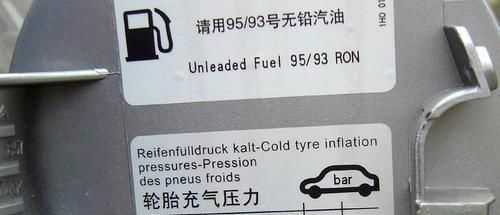 请用95/93号无铅汽油
Unleaded Fuel 95/93 RON
Reifenfülldruck kalt-Cold tyre inflation
pressures-Pression
des pneus froids
bar
轮胎充气压力